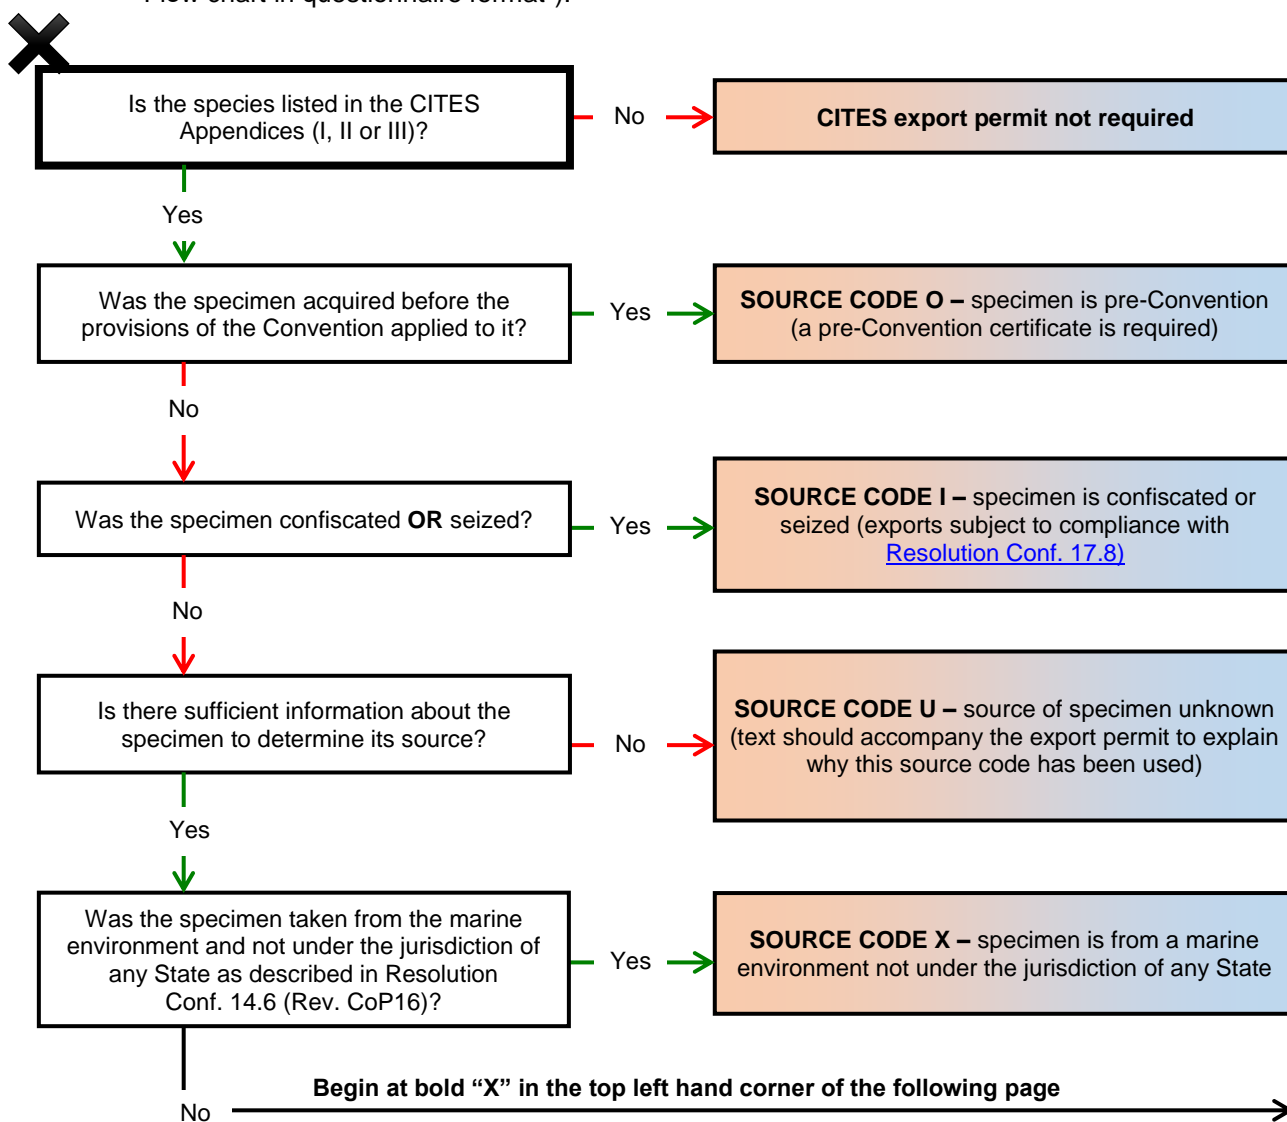 Flow chart in questionnaire format”).
Is the species listed in the CITES
Appendices (I, II or III)?
No
CITES export permit not required
Yes
Was the specimen acquired before the
provisions of the Convention applied to it?
Yes
SOURCE CODE O – specimen is pre-Convention
(a pre-Convention certificate is required)
No
Was the specimen confiscated OR seized?
Yes
SOURCE CODE I – specimen is confiscated or
seized (exports subject to compliance with
Resolution Conf. 17.8)
No
Is there sufficient information about the
specimen to determine its source?
No
SOURCE CODE U – source of specimen unknown
(text should accompany the export permit to explain
why this source code has been used)
Yes
Was the specimen taken from the marine
environment and not under the jurisdiction of
any State as described in Resolution
Conf. 14.6 (Rev. CoP16)?
Yes
SOURCE CODE X – specimen is from a marine
environment not under the jurisdiction of any State
No
Begin at bold “X” in the top left hand corner of the following page